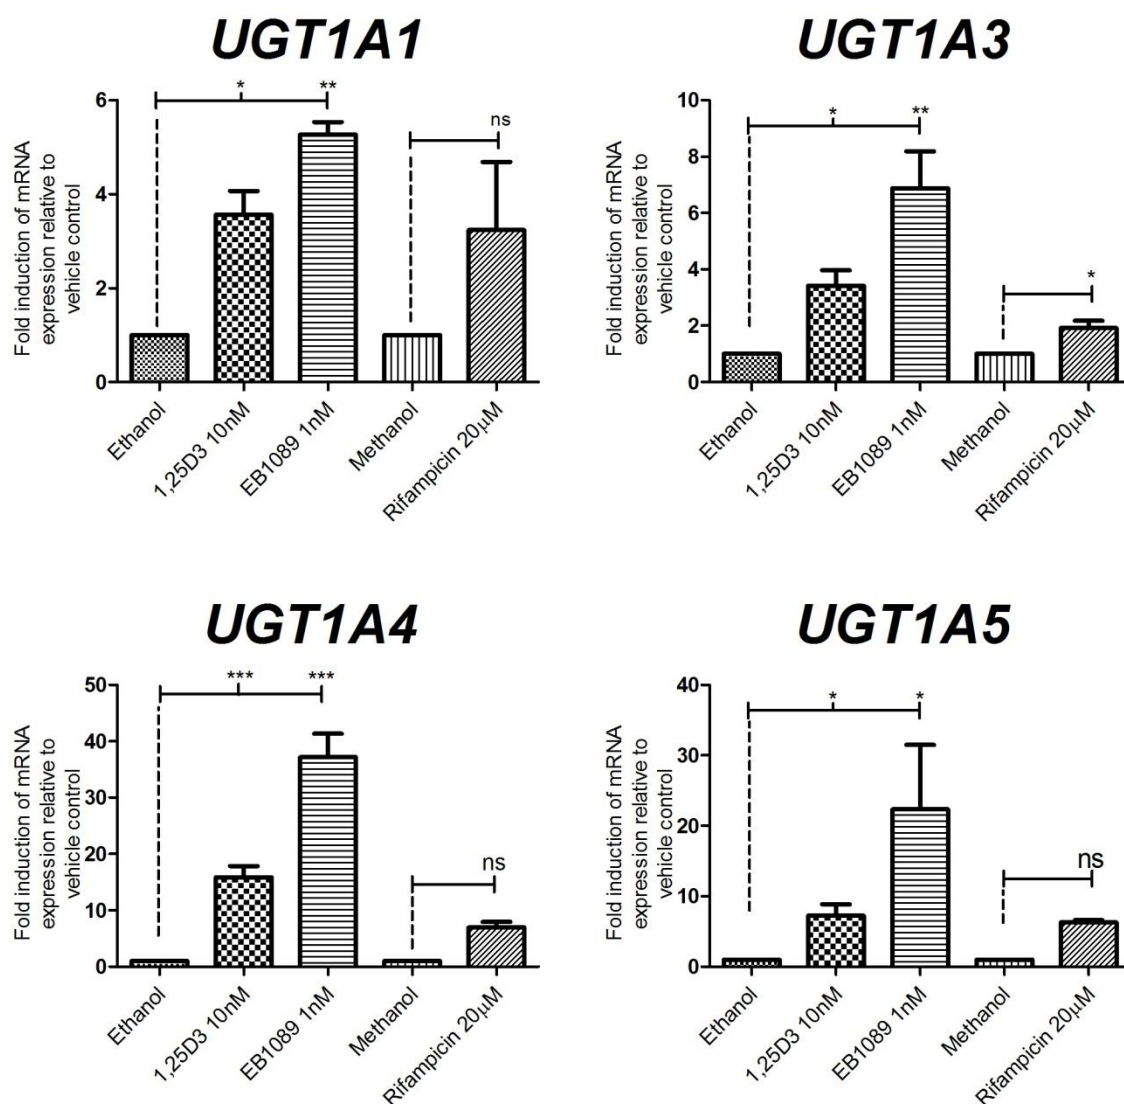 UGT1A1
* **
ns
Fold induction of mRNA
expression relative to
vehicle control
6
4
2
0
Ethanol
1,25D3 10nM
EB1089 1nM
Methanol
Rifampicin 20µM
UGT1A3
* **
*
Fold induction of mRNA
expression relative to
vehicle control
10
8
6
4
2
0
Ethanol
1,25D3 10nM
EB1089 1nM
Methanol
Rifampicin 20µM
UGT1A4
*** ***
ns
Fold induction of mRNA
expression relative to
vehicle control
50
40
30
20
10
0
Ethanol
1,25D3 10nM
EB1089 1nM
Methanol
Rifampicin 20µM
UGT1A5
* *
ns
Fold induction of mRNA
expression relative to
vehicle control
40
30
20
10
0
Ethanol
1,25D3 10nM
EB1089 1nM
Methanol
Rifampicin 20µM